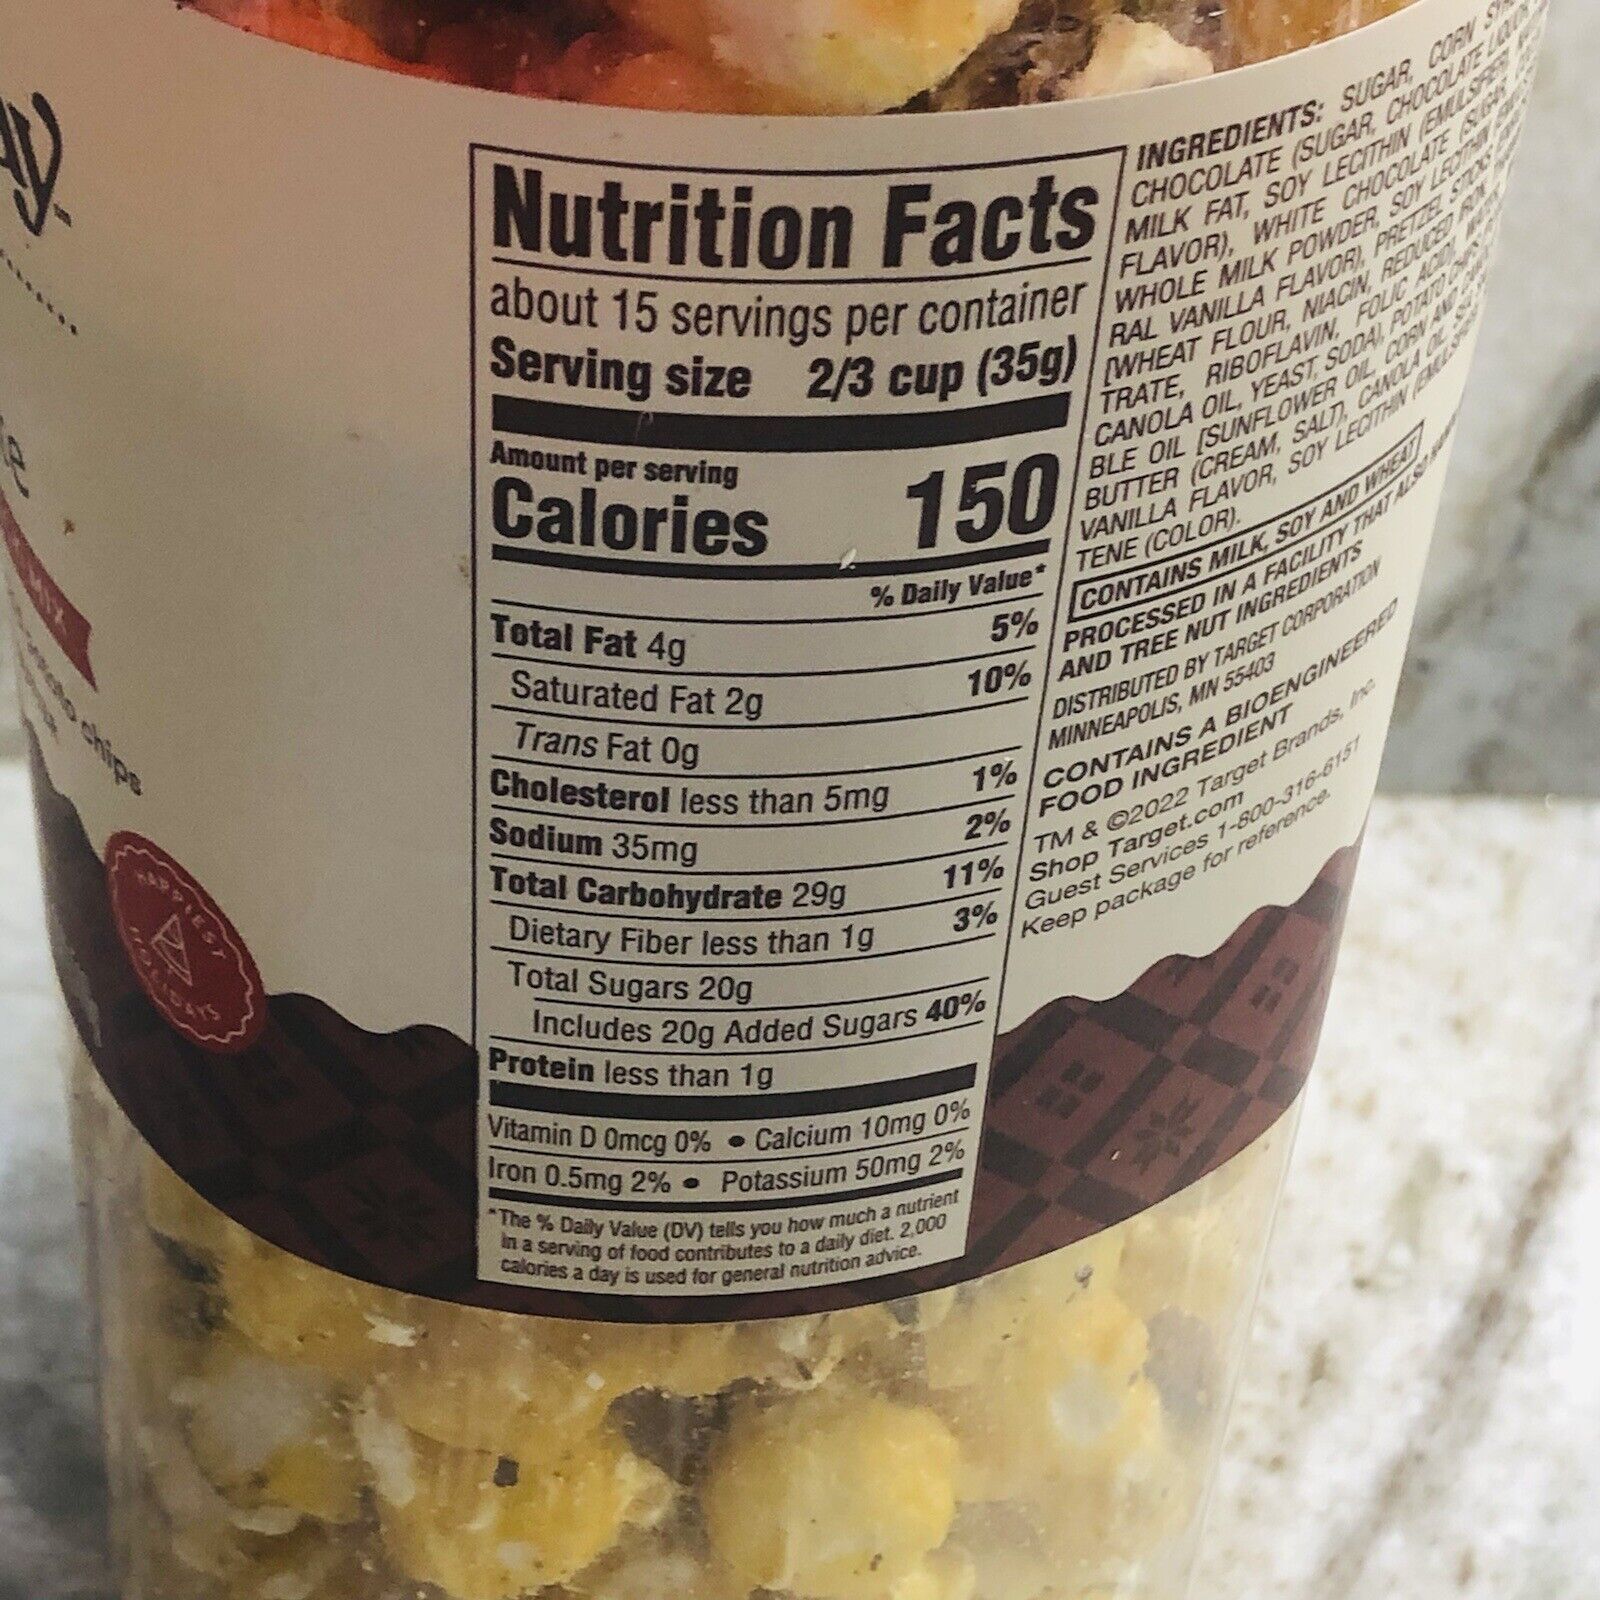 ay
MIX
chips
HAPPIEST
HOLIDAYS
Nutrition Facts
about 15 servings per container
Serving size 2/3 cup (35g)
Amount per serving
Calories 150
% Daily Value*
Total Fat 4g 5%
Saturated Fat 2g 10%
Trans Fat 0g
Cholesterol less than 5mg 1%
Sodium 35mg 2%
Total Carbohydrate 29g 11%
Dietary Fiber less than 1g 3%
Total Sugars 20g
Includes 20g Added Sugars 40%
Protein less than 1g
Vitamin D 0mcg 0% • Calcium 10mg 0%
Iron 0.5mg 2% • Potassium 50mg 2%
*The % Daily Value (DV) tells you how much a nutrient
in a serving of food contributes to a daily diet. 2,000
calories a day is used for general nutrition advice.
INGREDIENTS: SUGAR, CORN
CHOCOLATE (SUGAR, CHOCOLATE LIQUOR,
MILK FAT, SOY LECITHIN (EMULSIFIER),
FLAVOR), WHITE CHOCOLATE (SUGAR,
WHOLE MILK POWDER, SOY LECITHIN
RAL VANILLA FLAVOR), PRETZEL STICKS
[WHEAT FLOUR, NIACIN, REDUCED IRON,
TRATE, RIBOFLAVIN, FOLIC ACID),
CANOLA OIL, YEAST, SODA), POTATO CHIPS
BLE OIL [SUNFLOWER OIL, CORN AND
BUTTER (CREAM, SALT), CANOLA OIL,
VANILLA FLAVOR, SOY LECITHIN
TENE (COLOR).
CONTAINS MILK, SOY AND WHEAT
PROCESSED IN A FACILITY THAT ALSO
AND TREE NUT INGREDIENTS
DISTRIBUTED BY TARGET CORPORATION
MINNEAPOLIS, MN 55403
CONTAINS A BIOENGINEERED
FOOD INGREDIENT
TM & ©2022 Target Brands, Inc.
Shop Target.com
Guest Services 1-800-316-6151
Keep package for reference.